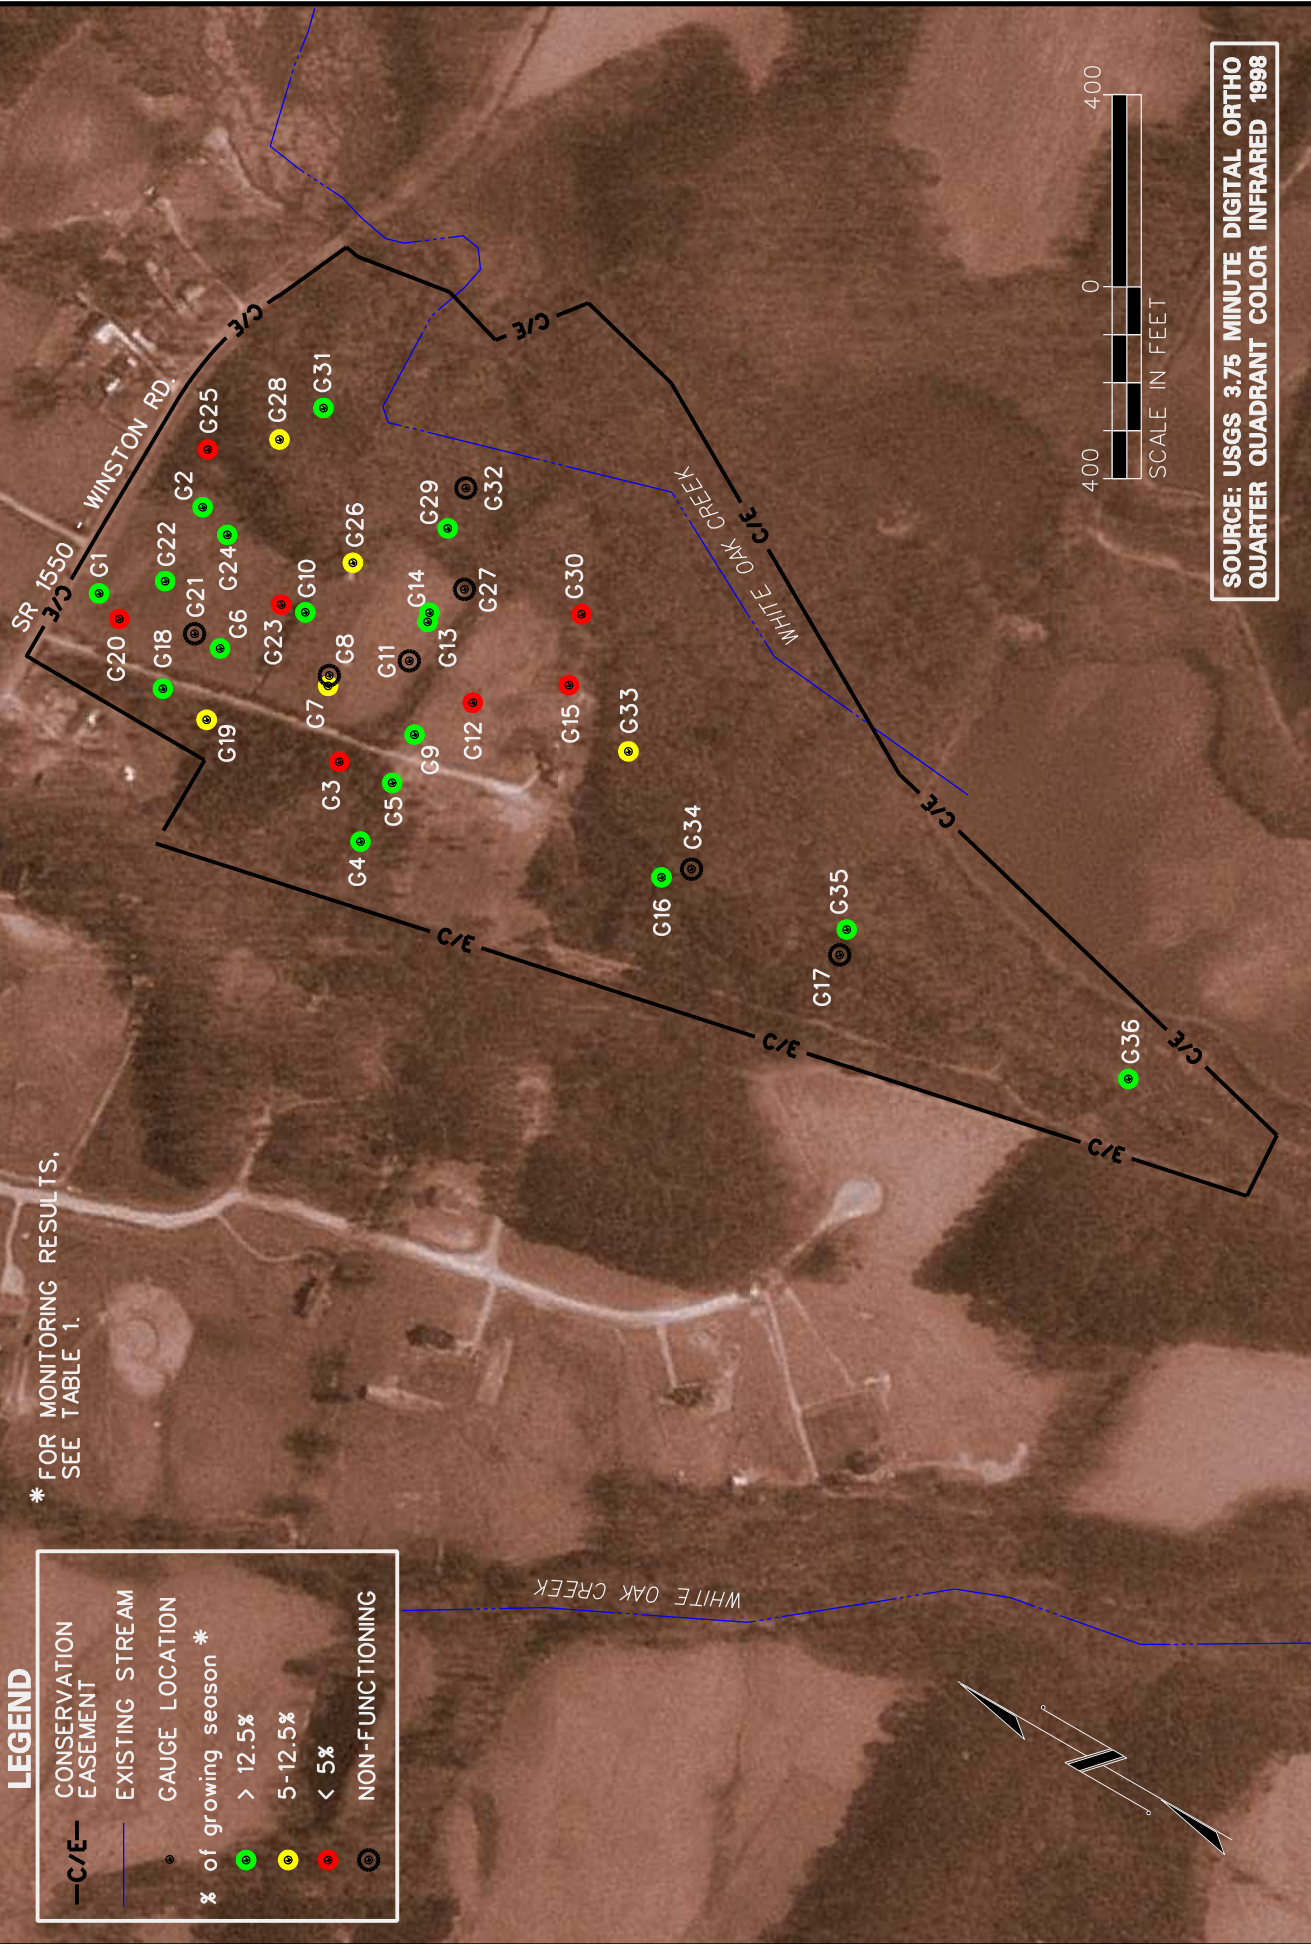 LEGEND
C/E
CONSERVATION
EASEMENT
EXISTING STREAM
GAUGE LOCATION
% of growing season *
> 12.5%
5-12.5%
< 5%
NON-FUNCTIONING
* FOR MONITORING RESULTS,
SEE TABLE 1.
SR 1550 - WINSTON RD.
C/E
C/E
C/E
C/E
C/E
C/E
C/E
C/E
C/E
G1
G20
G18
G22
G21
G2
G25
G19
G6
G24
G23
G28
G10
G31
G7
G8
G3
G26
G4
G5
G11
G9
G14
G13
G29
G12
G27
G32
G15
G30
G33
G16
G34
G17
G35
G36
WHITE OAK CREEK
WHITE OAK CREEK
400
0
400
SCALE IN FEET
SOURCE: USGS 3.75 MINUTE DIGITAL ORTHO
QUARTER QUADRANT COLOR INFRARED 1998